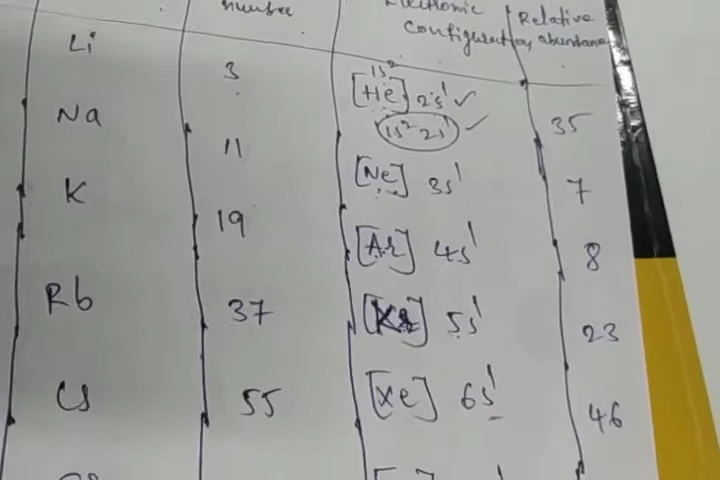 number Electronic Relative
Configuration abundance
Li 3 1s²
[He] 2s¹ ✓ 35
1s² 2s¹ ✓
Na 11 [Ne] 3s¹ 7
K 19 [Ar] 4s¹ 8
Rb 37 [Kr] 5s¹ 23
Cs 55 [Xe] 6s¹ 46